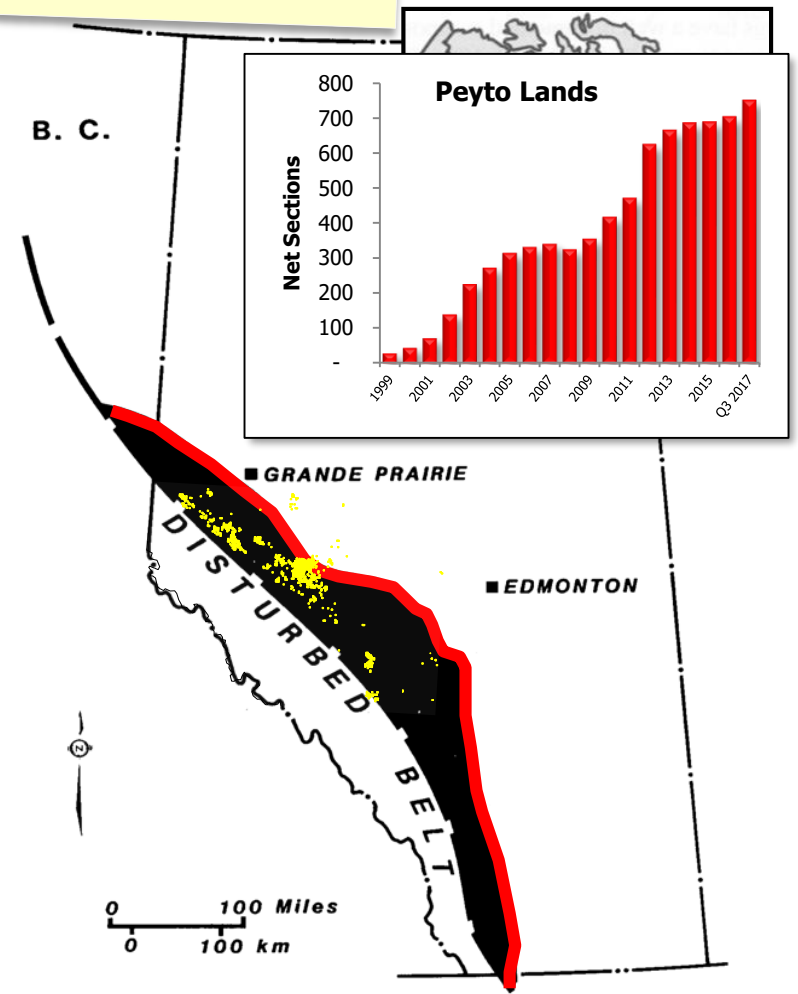 B. C.
Peyto Lands
Net Sections
800
700
600
500
400
300
200
100
-
1999
2001
2003
2005
2007
2009
2011
2013
2015
Q3 2017
GRANDE PRAIRIE
EDMONTON
DISTURBED
BELT
N
0 100 Miles
0 100 km